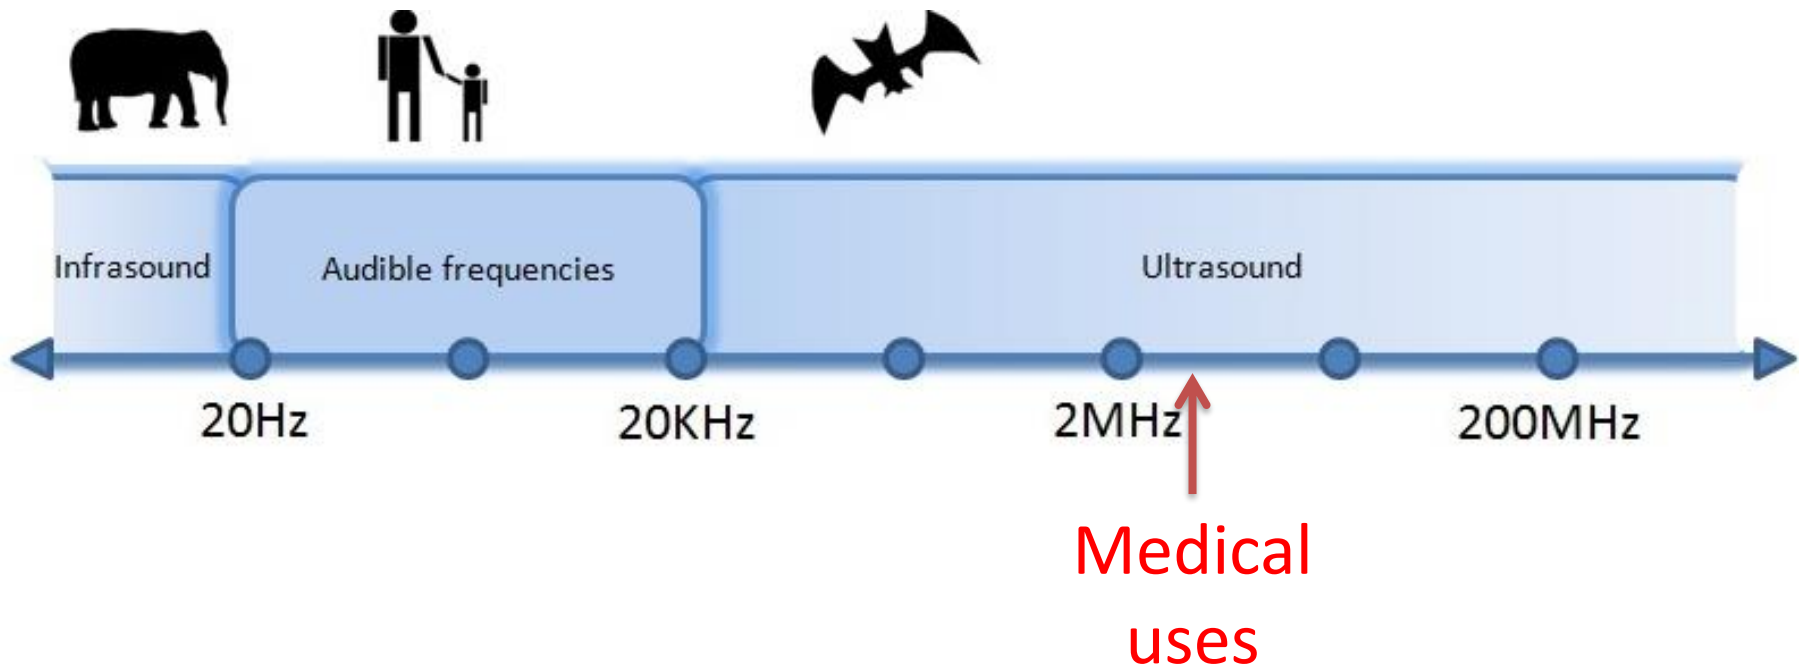 Infrasound
Audible frequencies
Ultrasound
20Hz
20KHz
2MHz
200MHz
Medical
uses